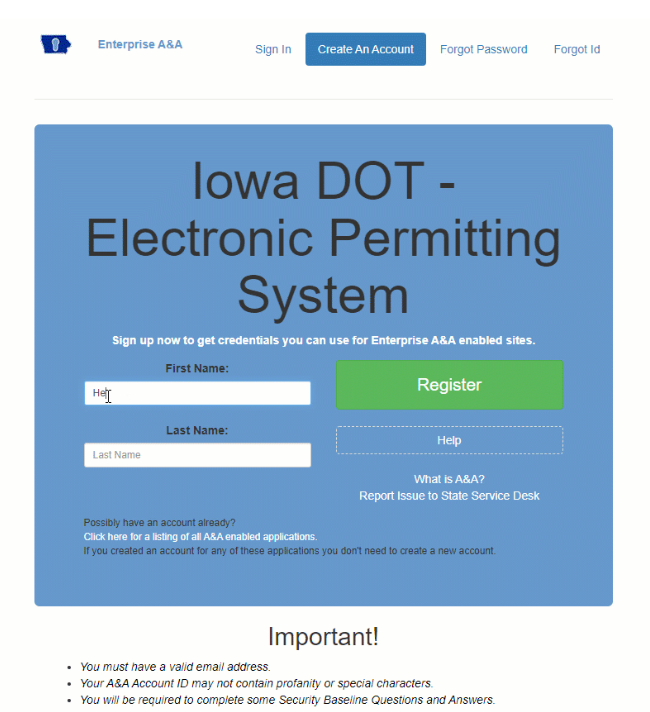 Enterprise A&A
Sign In
Create An Account
Forgot Password
Forgot Id
Iowa DOT -
Electronic Permitting
System
Sign up now to get credentials you can use for Enterprise A&A enabled sites.
First Name:
He
Last Name:
Last Name
Register
Help
What is A&A?
Report Issue to State Service Desk
Possibly have an account already?
Click here for a listing of all A&A enabled applications.
If you created an account for any of these applications you don't need to create a new account.
Important!
• You must have a valid email address.
• Your A&A Account ID may not contain profanity or special characters.
• You will be required to complete some Security Baseline Questions and Answers.